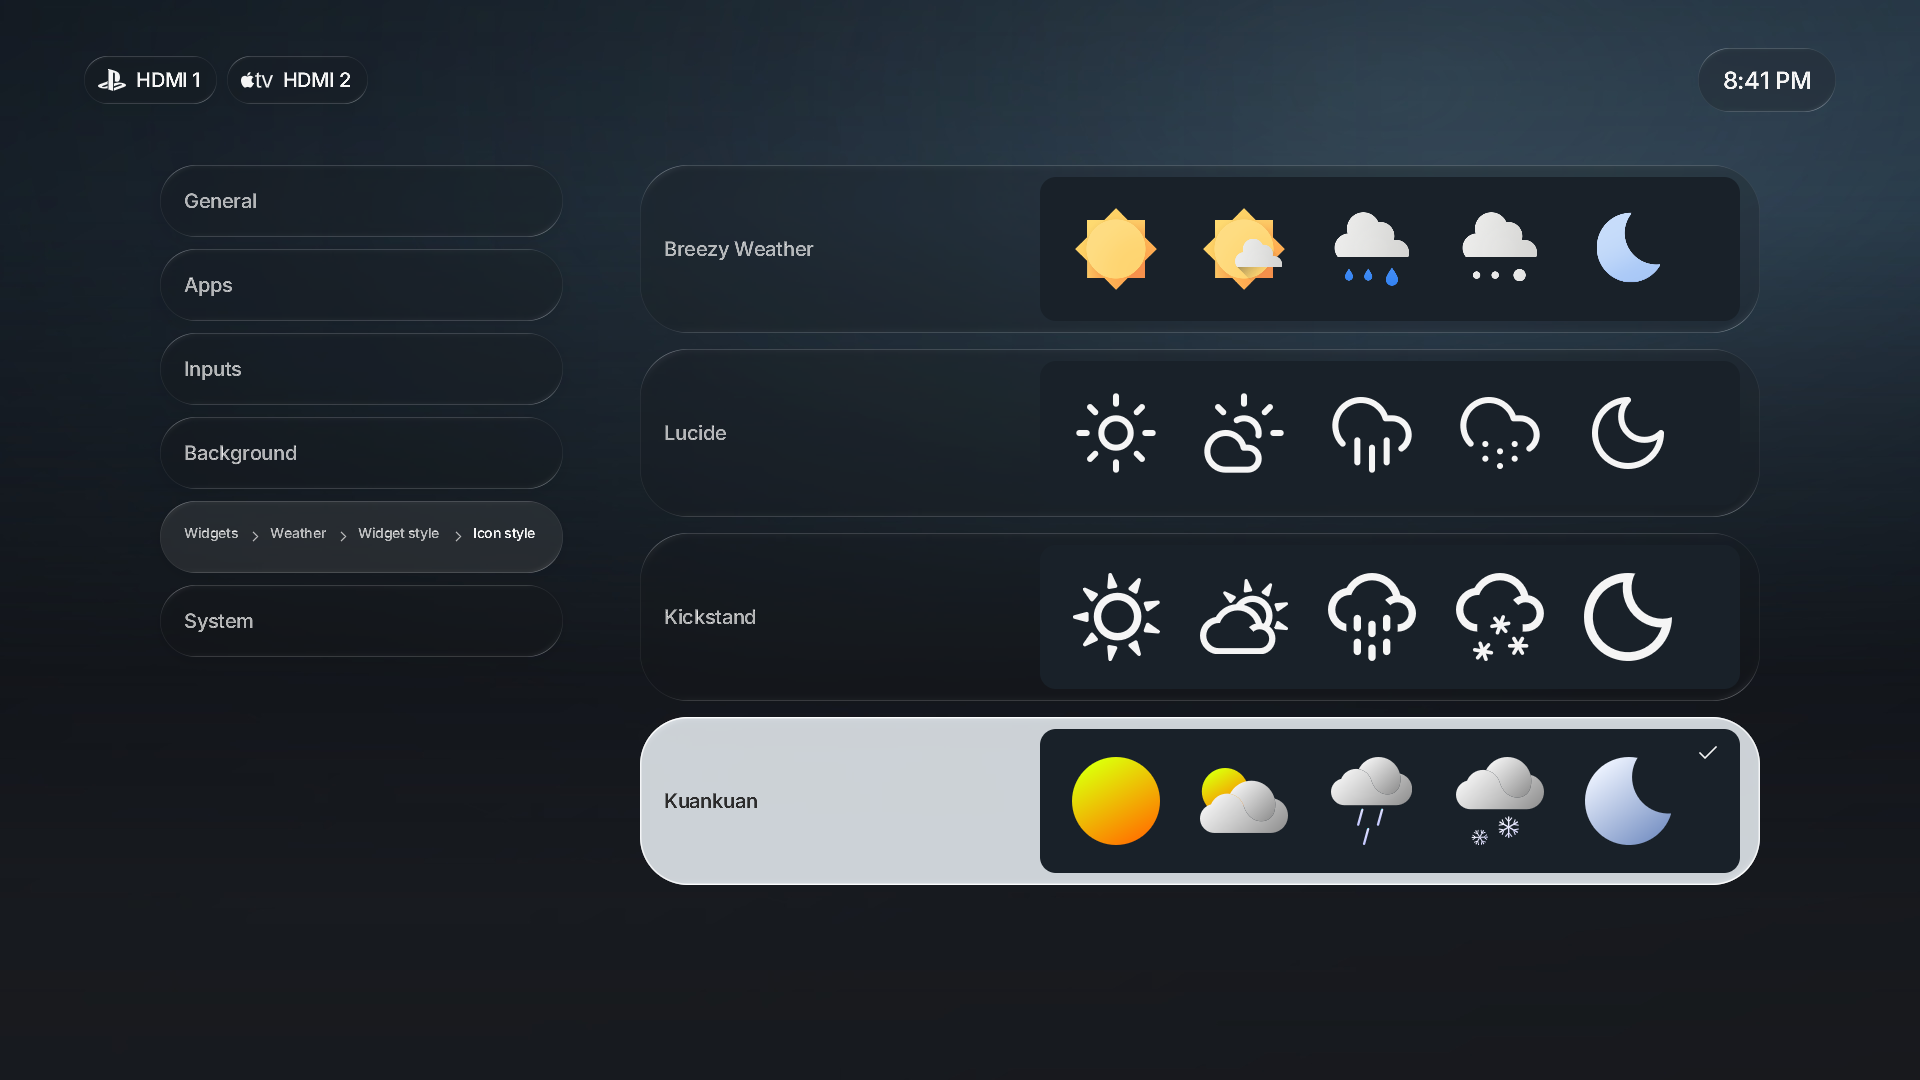 HDMI 1
tv HDMI 2
8:41 PM
General
Apps
Inputs
Background
Widgets > Weather > Widget style > Icon style
System
Breezy Weather
Lucide
Kickstand
Kuankuan